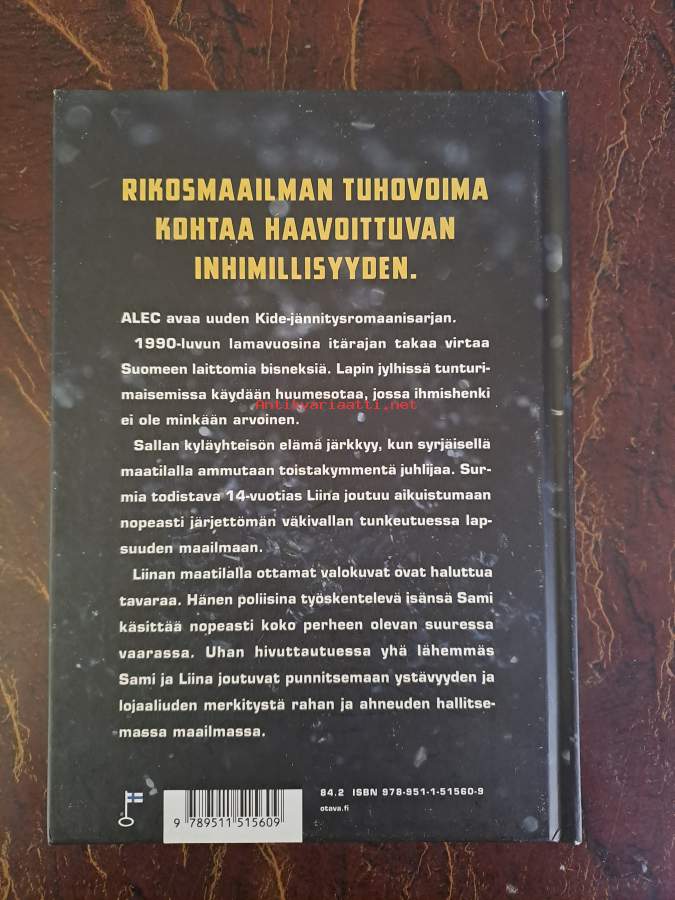 RIKOSMAAILMAN TUHOVOIMA
KOHTAA HAAVOITTUVAN
INHIMILLISYYDEN.
ALEC avaa uuden Kide-jännitysromaanisarjan.
1990-luvun lamavuosina itärajan takaa virtaa
Suomeen laittomia bisneksiä. Lapin jylhissä tunturi-
maisemissa käydään huumesotaa, jossa ihmishenki
Antikvariaatti.net
ei ole minkään arvoinen.
Sallan kyläyhteisön elämä järkkyy, kun syrjäisellä
maatilalla ammutaan toistakymmentä juhlijaa. Sur-
mia todistava 14-vuotias Liina joutuu aikuistumaan
nopeasti järjettömän väkivallan tunkeutuessa lap-
suuden maailmaan.
Liinan maatilalla ottamat valokuvat ovat haluttua
tavaraa. Hänen poliisina työskentelevä isänsä Sami
käsittää nopeasti koko perheen olevan suuressa
vaarassa. Uhan hivuttautuessa yhä lähemmäs
Sami ja Liina joutuvat punnitsemaan ystävyyden ja
lojaaliuden merkitystä rahan ja ahneuden hallitse-
massa maailmassa.
84.2 ISBN 978-951-1-51560-9
otava.fi
9 789511 515609